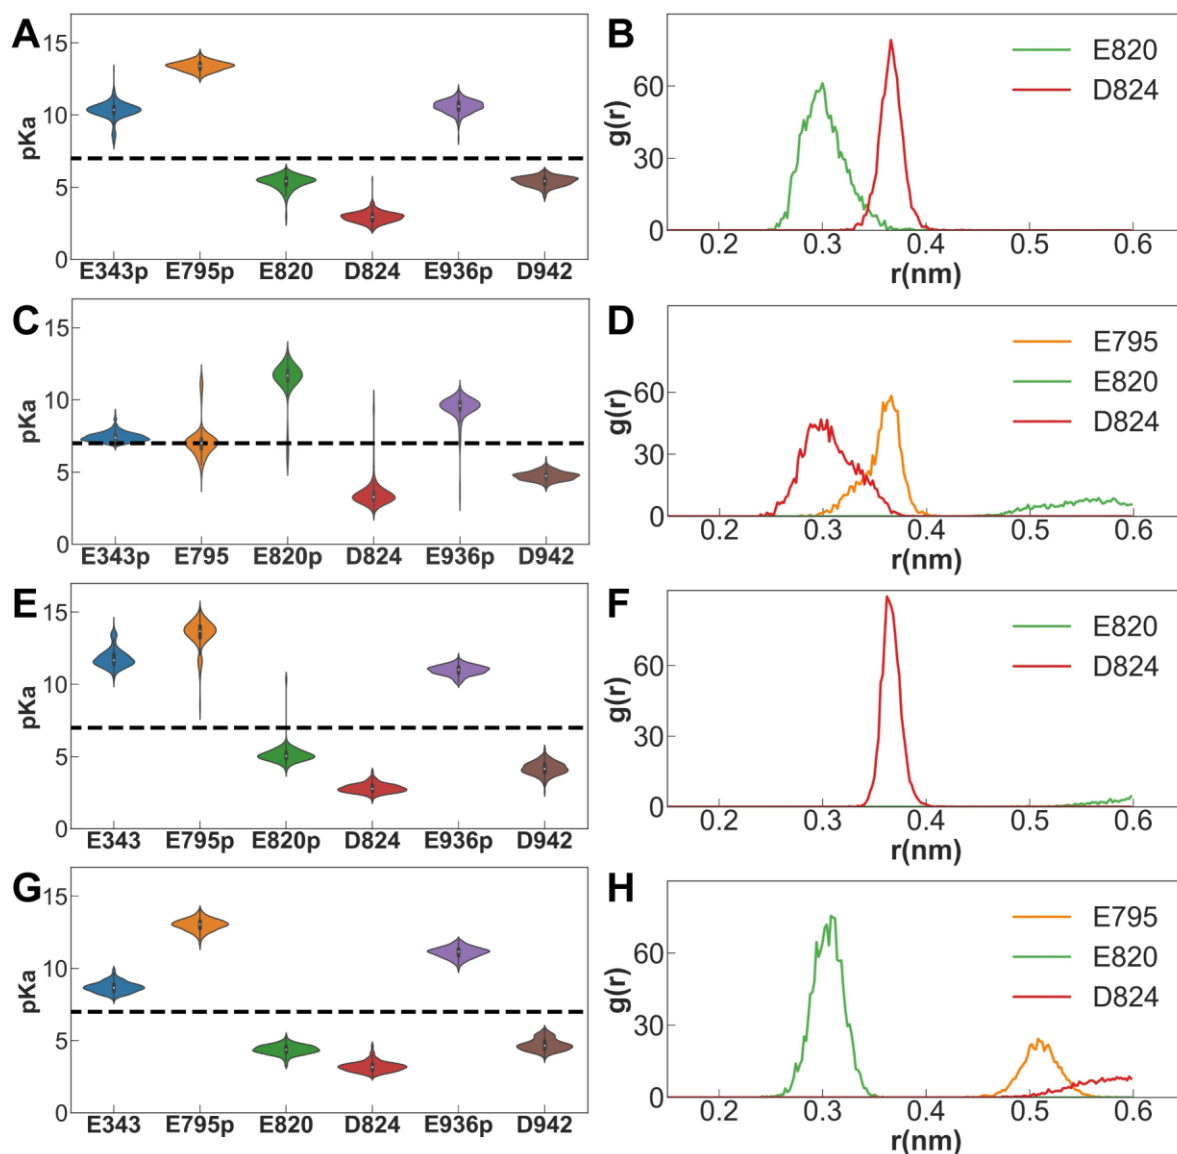 A
15
10
5
0
pKa
E343p E795p E820 D824 E936p D942
B
E820
D824
60
30
0
g(r)
0.2 0.3 0.4 0.5 0.6
r(nm)
C
15
10
5
0
pKa
E343p E795 E820p D824 E936p D942
D
E795
E820
D824
60
30
0
g(r)
0.2 0.3 0.4 0.5 0.6
r(nm)
E
15
10
5
0
pKa
E343 E795p E820p D824 E936p D942
F
E820
D824
60
30
0
g(r)
0.2 0.3 0.4 0.5 0.6
r(nm)
G
15
10
5
0
pKa
E343 E795p E820 D824 E936p D942
H
E795
E820
D824
60
30
0
g(r)
0.2 0.3 0.4 0.5 0.6
r(nm)